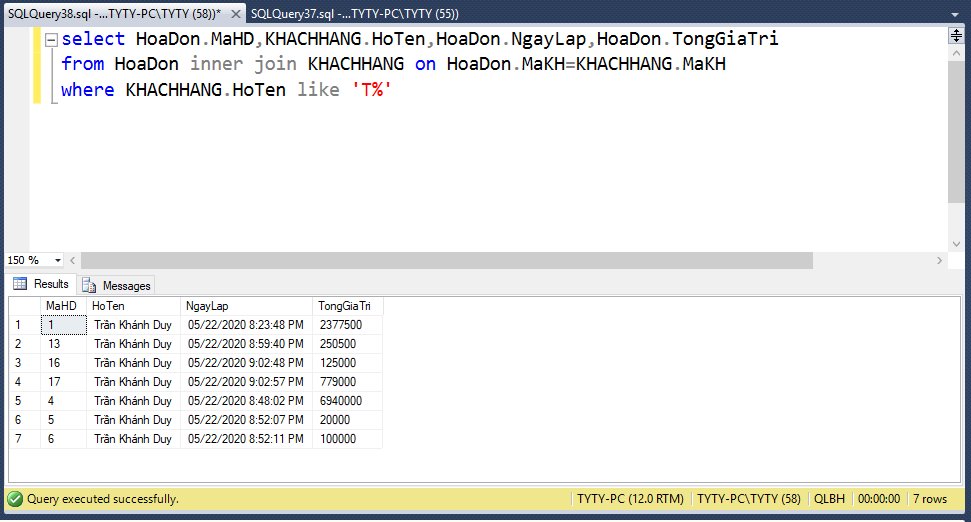 SQLQuery38.sql -...TYTY-PC\TYTY (58))* SQLQuery37.sql -...TYTY-PC\TYTY (55))
select HoaDon.MaHD,KHACHHANG.HoTen,HoaDon.NgayLap,HoaDon.TongGiaTri
from HoaDon inner join KHACHHANG on HoaDon.MaKH=KHACHHANG.MaKH
where KHACHHANG.HoTen like 'T%'
150 %
Results Messages
MaHD HoTen NgayLap TongGiaTri
1 1 Trần Khánh Duy 05/22/2020 8:23:48 PM 2377500
2 13 Trần Khánh Duy 05/22/2020 8:59:40 PM 250500
3 16 Trần Khánh Duy 05/22/2020 9:02:48 PM 125000
4 17 Trần Khánh Duy 05/22/2020 9:02:57 PM 779000
5 4 Trần Khánh Duy 05/22/2020 8:48:02 PM 6940000
6 5 Trần Khánh Duy 05/22/2020 8:52:07 PM 20000
7 6 Trần Khánh Duy 05/22/2020 8:52:11 PM 100000
Query executed successfully. TYTY-PC (12.0 RTM) TYTY-PC\TYTY (58) QLBH 00:00:00 7 rows